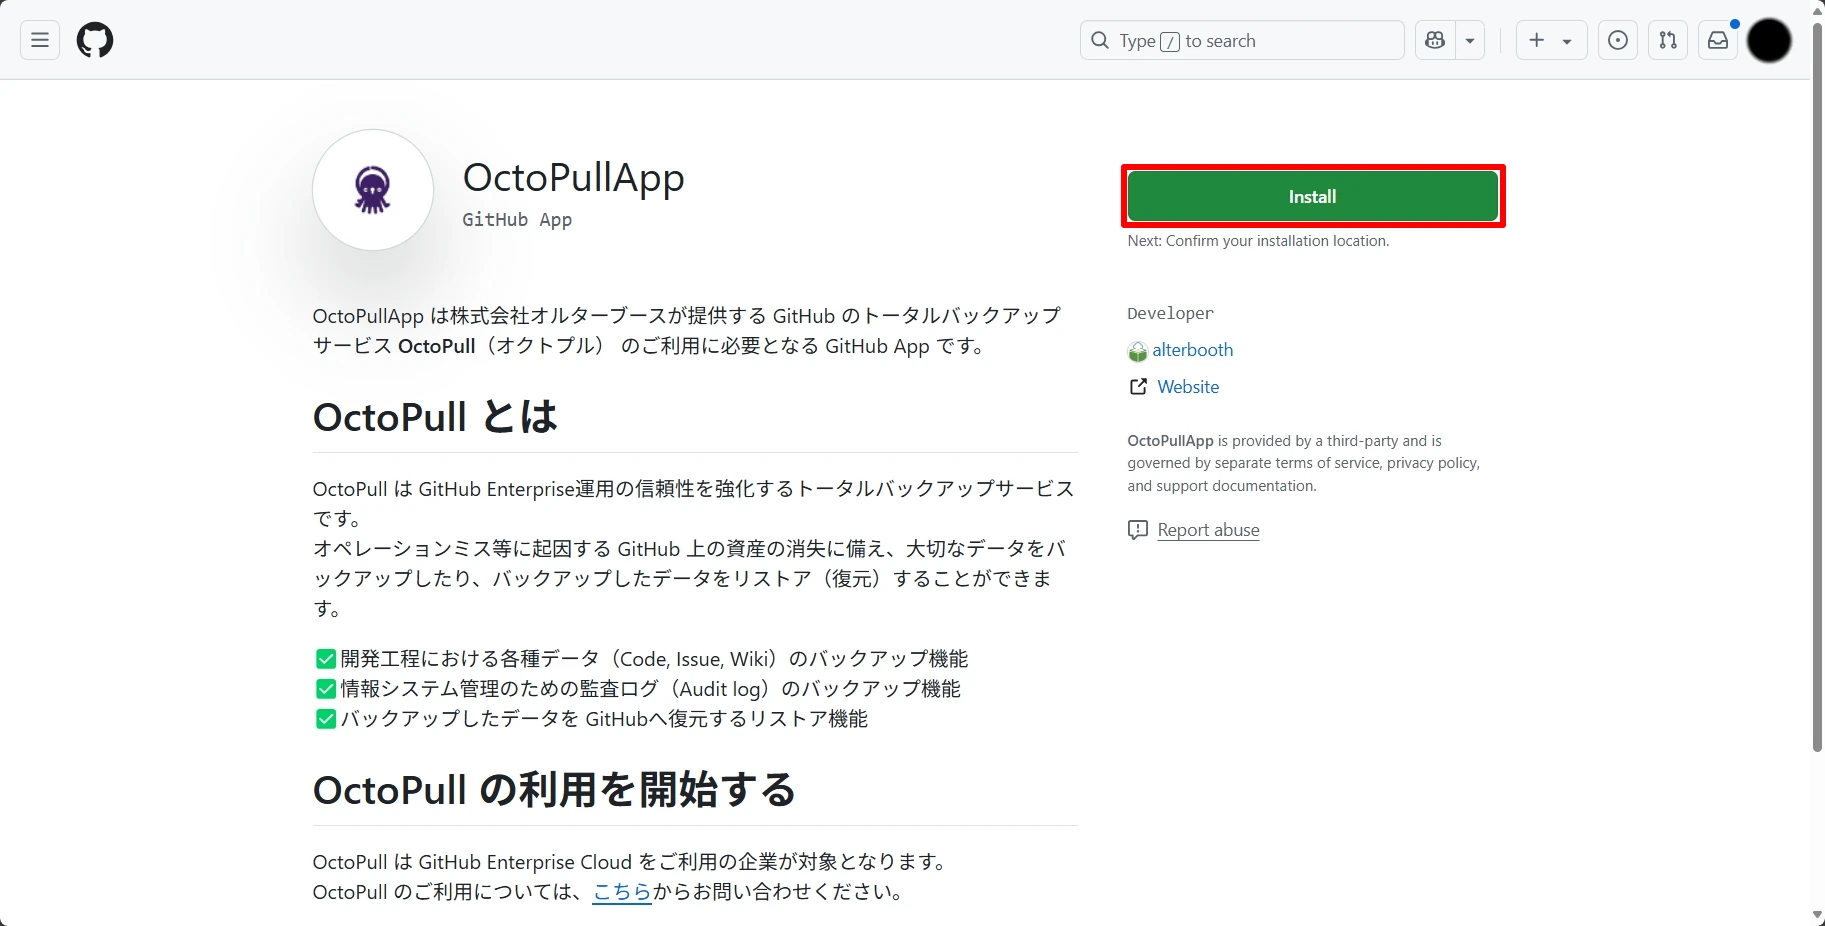 Type / to search
OctoPullApp
GitHub App
Install
Next: Confirm your installation location.
OctoPullApp は株式会社オルターブースが提供する GitHub のトータルバックアップ
サービス OctoPull（オクトプル） のご利用に必要となる GitHub App です。
OctoPull とは
OctoPull は GitHub Enterprise運用の信頼性を強化するトータルバックアップサービス
です。
オペレーションミス等に起因する GitHub 上の資産の消失に備え、大切なデータをバ
ックアップしたり、バックアップしたデータをリストア（復元）することができま
す。
✅開発工程における各種データ（Code, Issue, Wiki）のバックアップ機能
✅情報システム管理のための監査ログ（Audit log）のバックアップ機能
✅バックアップしたデータを GitHubへ復元するリストア機能
OctoPull の利用を開始する
OctoPull は GitHub Enterprise Cloud をご利用の企業が対象となります。
OctoPull のご利用については、こちらからお問い合わせください。
Developer
alterbooth
Website
OctoPullApp is provided by a third-party and is
governed by separate terms of service, privacy policy,
and support documentation.
Report abuse